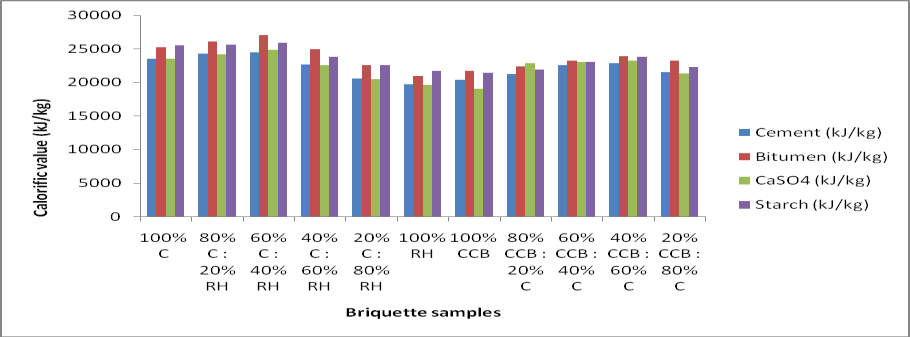 30000
25000
20000
15000
10000
5000
0
Calorific value (kJ/kg)
100% C
80% C : 20% RH
60% C : 40% RH
40% C : 60% RH
20% C : 80% RH
100% RH
100% CCB
80% CCB : 20% C
60% CCB : 40% C
40% CCB : 60% C
20% CCB : 80% C
Briquette samples
Cement (kJ/kg)
Bitumen (kJ/kg)
CaSO4 (kJ/kg)
Starch (kJ/kg)